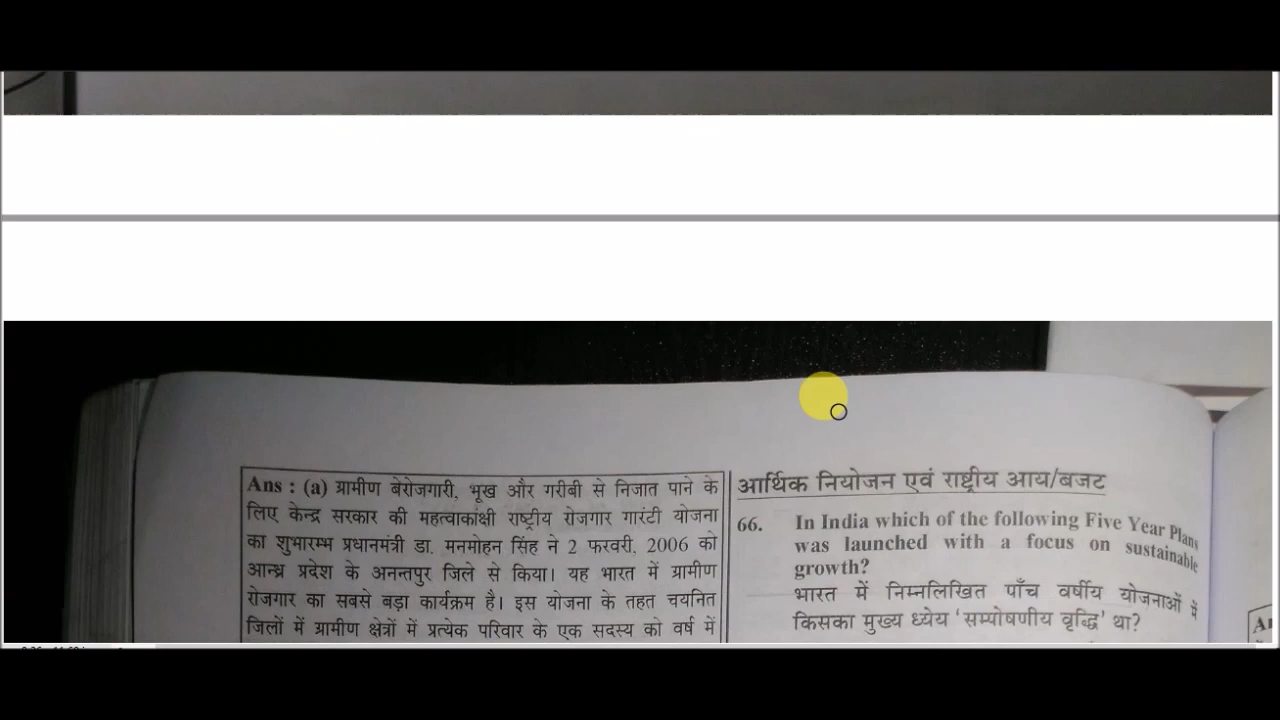 Ans : (a) ग्रामीण बेरोजगारी, भूख और गरीबी से निजात पाने के
लिए केन्द्र सरकार की महत्वाकांक्षी राष्ट्रीय रोजगार गारंटी योजना
का शुभारम्भ प्रधानमंत्री डा. मनमोहन सिंह ने 2 फरवरी, 2006 को
आन्ध्र प्रदेश के अनन्तपुर जिले से किया। यह भारत में ग्रामीण
रोजगार का सबसे बड़ा कार्यक्रम है। इस योजना के तहत चयनित
जिलों में ग्रामीण क्षेत्रों में प्रत्येक परिवार के एक सदस्य को वर्ष में
आर्थिक नियोजन एवं राष्ट्रीय आय/बजट
66. In India which of the following Five Year Plans
was launched with a focus on sustainable
growth?
भारत में निम्नलिखित पाँच वर्षीय योजनाओं में
किसका मुख्य ध्येय ‘सम्पोषणीय वृद्धि’ था?